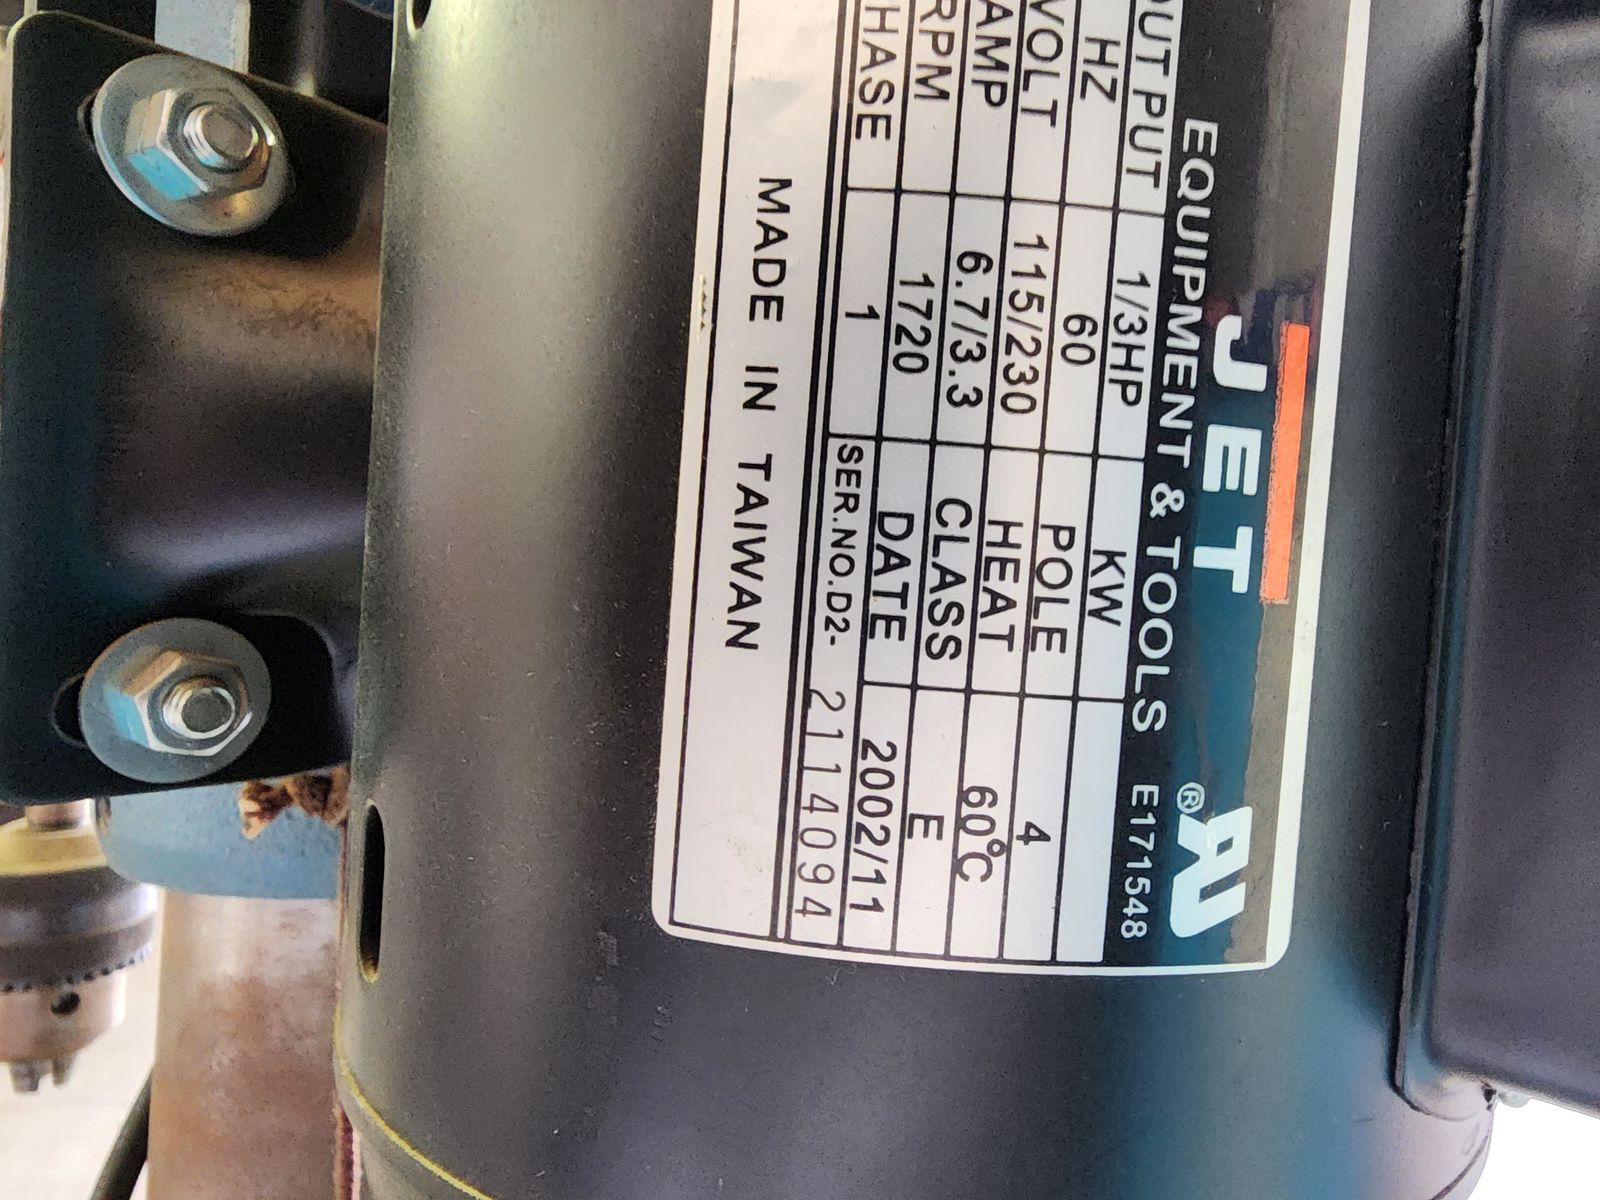 JET
EQUIPMENT & TOOLS E171548
®
OUTPUT 1/3HP KW
HZ 60 POLE 4
VOLT 115/230 HEAT 60°C
AMP 6.7/3.3 CLASS E
RPM 1720 DATE 2002/11
HASE 1 SER.NO.D2- 2114094
MADE IN TAIWAN